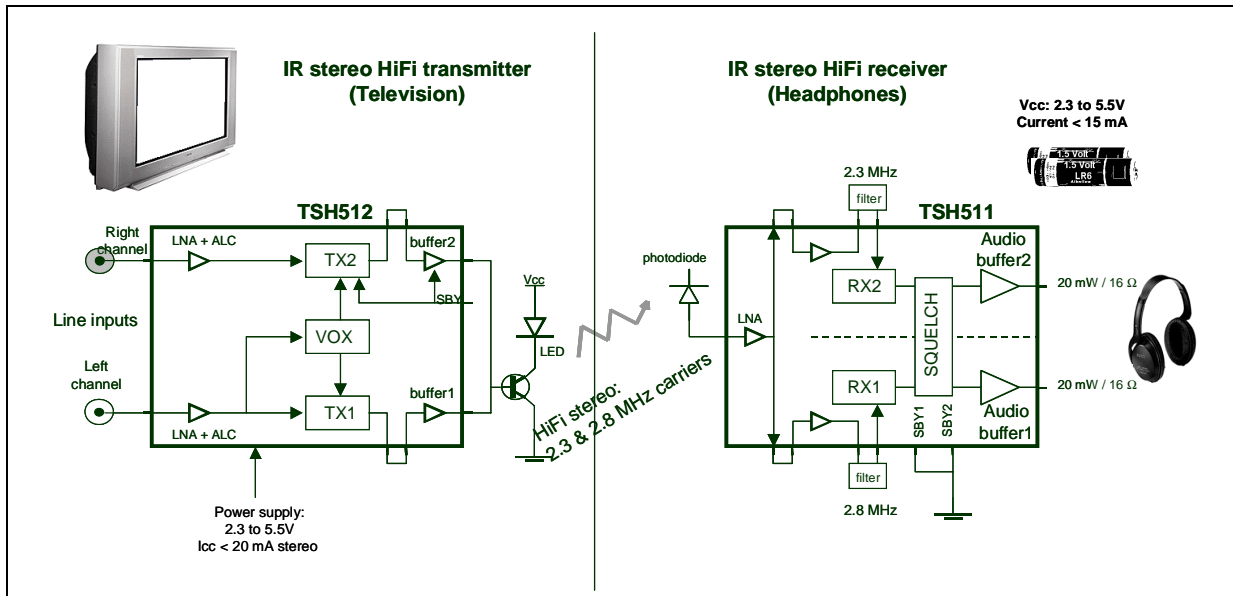 IR stereo HiFi transmitter
(Television)
TSH512
Right
channel
LNA + ALC
TX2
buffer2
SBY
Vcc
LED
Line inputs
VOX
Left
channel
LNA + ALC
TX1
buffer1
Power supply:
2.3 to 5.5V
Icc < 20 mA stereo
HiFi stereo:
2.3 & 2.8 MHz carriers
IR stereo HiFi receiver
(Headphones)
Vcc: 2.3 to 5.5V
Current < 15 mA
1.5 Volt
1.5 Volt
LR6
2.3 MHz
filter
TSH511
photodiode
LNA
RX2
Audio
buffer2
20 mW / 16 Ω
SQUELCH
RX1
20 mW / 16 Ω
Audio
buffer1
SBY1
SBY2
filter
2.8 MHz